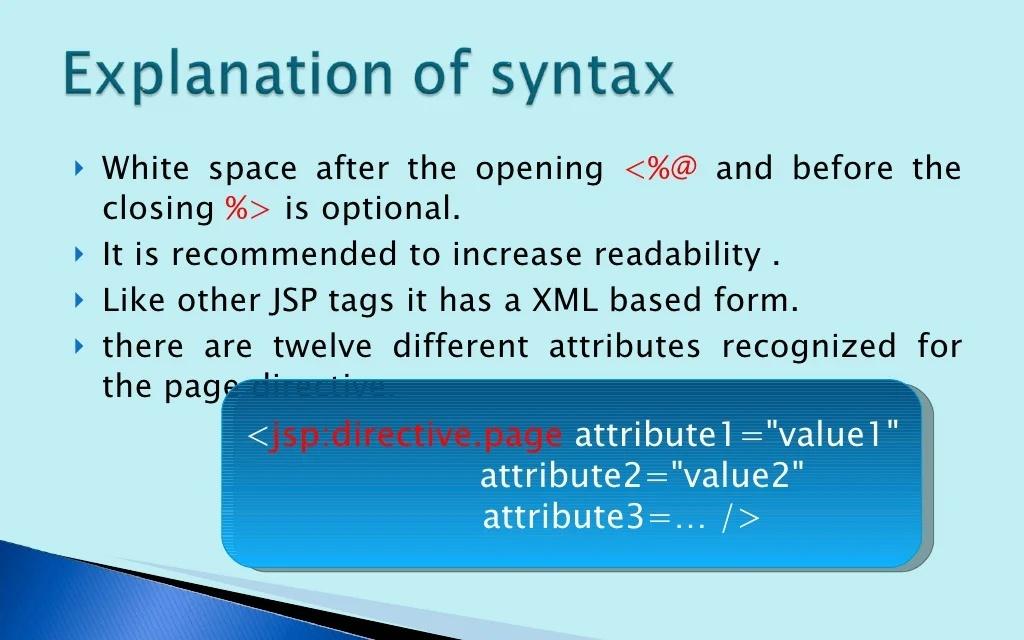 Explanation of syntax
White space after the opening <%@ and before the
closing %> is optional.
It is recommended to increase readability .
Like other JSP tags it has a XML based form.
there are twelve different attributes recognized for
the page directive.
<jsp:directive.page attribute1="value1"
attribute2="value2"
attribute3=… />